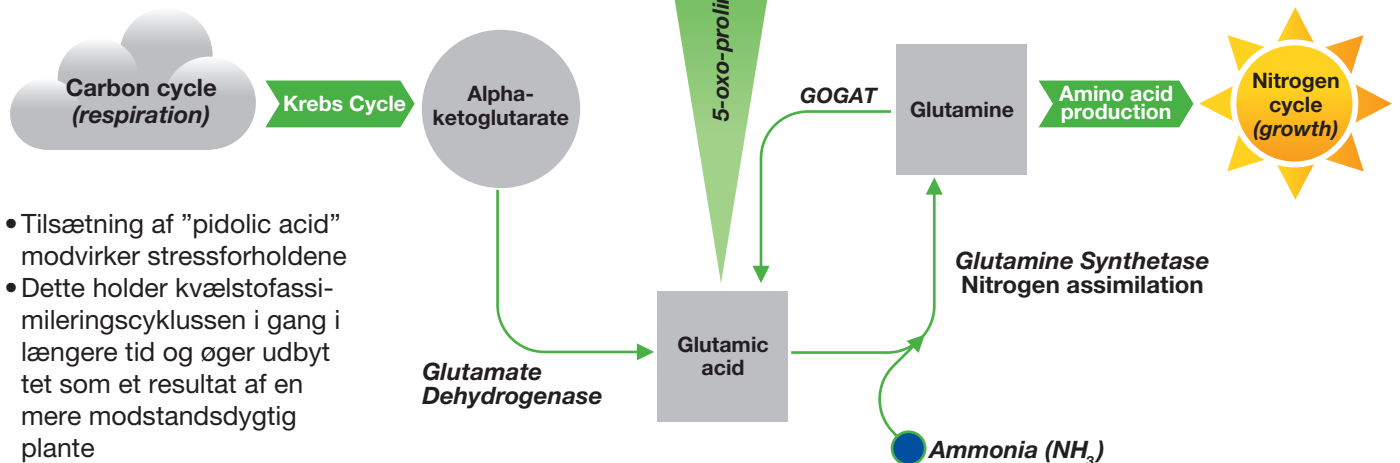 Carbon cycle
(respiration)
Krebs Cycle
Alpha-
ketoglutarate
GOGAT
Glutamine
Amino acid
production
Nitrogen
cycle
(growth)
• Tilsætning af ”pidolic acid”
modvirker stressforholdene
• Dette holder kvælstofassi-
mileringscyklussen i gang i
længere tid og øger udbyt
tet som et resultat af en
mere modstandsdygtig
plante
Glutamate
Dehydrogenase
Glutamic
acid
Glutamine Synthetase
Nitrogen assimilation
Ammonia (NH₃)